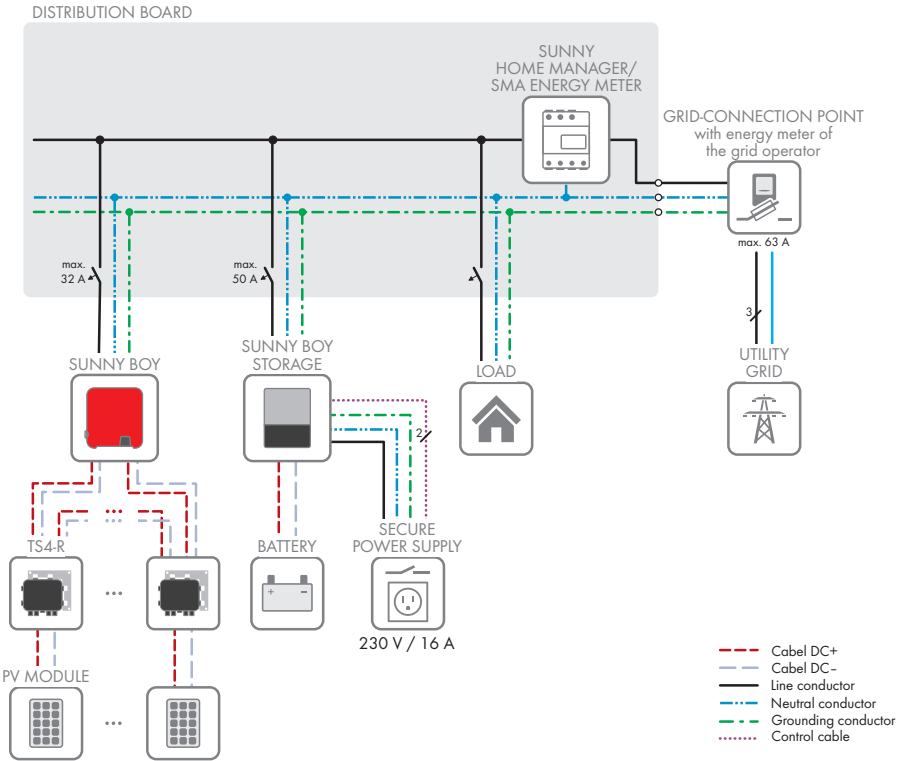 DISTRIBUTION BOARD
SUNNY
HOME MANAGER/
SMA ENERGY METER
GRID-CONNECTION POINT
with energy meter of
the grid operator
max. 63 A
max.
32 A
max.
50 A
3
SUNNY BOY
SUNNY BOY
STORAGE
LOAD
UTILITY
GRID
2
TS4-R
...
...
BATTERY
SECURE
POWER SUPPLY
+ −
230 V / 16 A
PV MODULE
...
Cabel DC+
Cabel DC–
Line conductor
Neutral conductor
Grounding conductor
Control cable